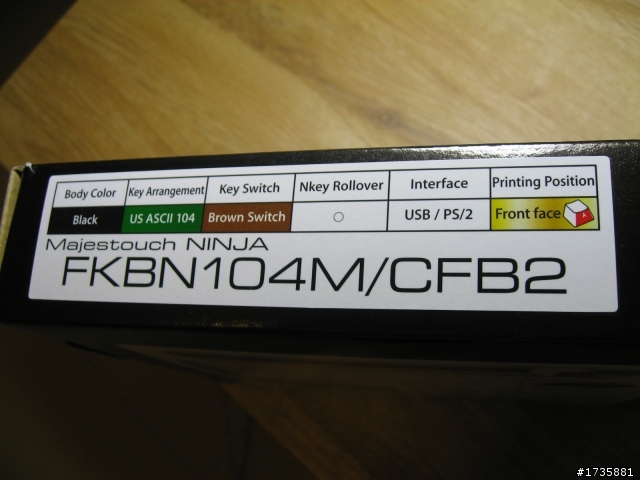 Body Color Key Arrangement Key Switch Nkey Rollover Interface Printing Position
Black US ASCII 104 Brown Switch ○ USB / PS/2 Front face A
Majestouch NINJA
FKBN104M/CFB2
#1735881